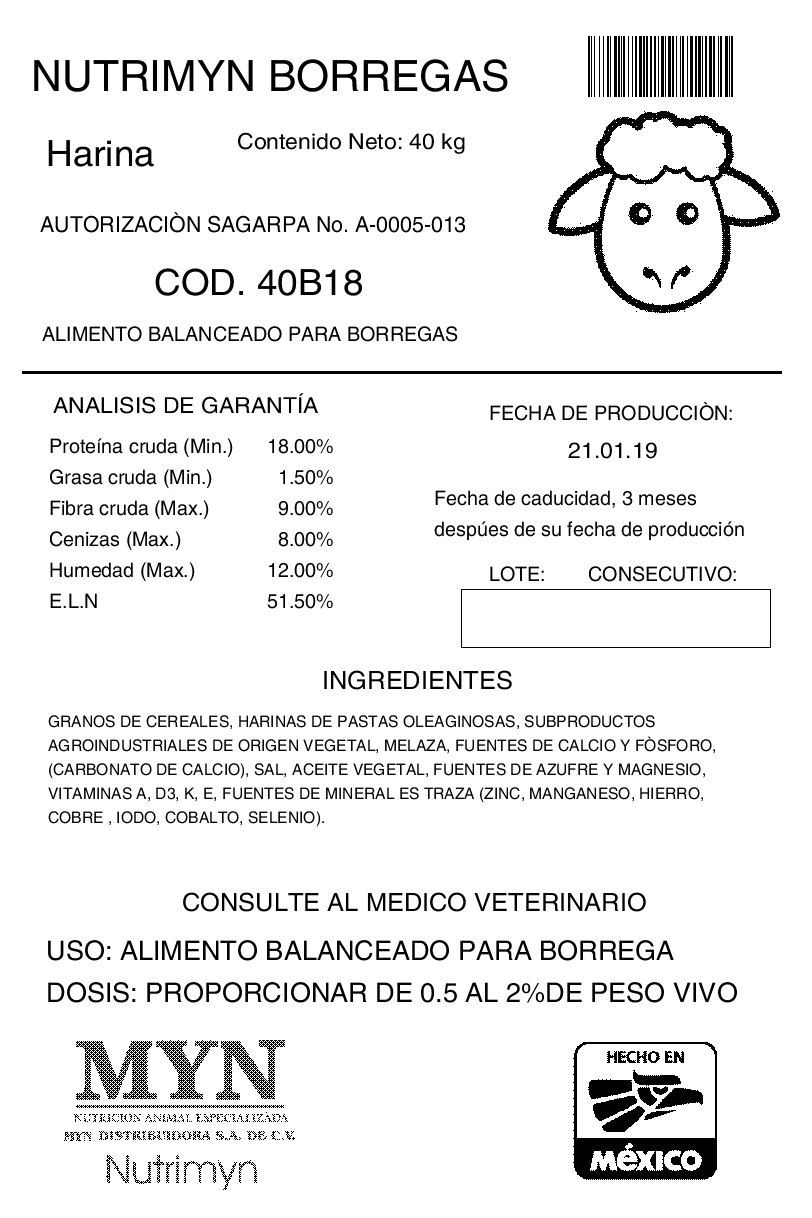 NUTRIMYN BORREGAS
Harina
Contenido Neto: 40 kg
AUTORIZACIÒN SAGARPA No. A-0005-013
COD. 40B18
ALIMENTO BALANCEADO PARA BORREGAS
ANALISIS DE GARANTÍA
Proteína cruda (Min.) 18.00%
Grasa cruda (Min.) 1.50%
Fibra cruda (Max.) 9.00%
Cenizas (Max.) 8.00%
Humedad (Max.) 12.00%
E.L.N 51.50%
FECHA DE PRODUCCIÒN:
21.01.19
Fecha de caducidad, 3 meses
despúes de su fecha de producción
LOTE: CONSECUTIVO:
INGREDIENTES
GRANOS DE CEREALES, HARINAS DE PASTAS OLEAGINOSAS, SUBPRODUCTOS
AGROINDUSTRIALES DE ORIGEN VEGETAL, MELAZA, FUENTES DE CALCIO Y FÒSFORO,
(CARBONATO DE CALCIO), SAL, ACEITE VEGETAL, FUENTES DE AZUFRE Y MAGNESIO,
VITAMINAS A, D3, K, E, FUENTES DE MINERAL ES TRAZA (ZINC, MANGANESO, HIERRO,
COBRE , IODO, COBALTO, SELENIO).
CONSULTE AL MEDICO VETERINARIO
USO: ALIMENTO BALANCEADO PARA BORREGA
DOSIS: PROPORCIONAR DE 0.5 AL 2%DE PESO VIVO
MYN
NUTRICION ANIMAL ESPECIALIZADA
MYN DISTRIBUIDORA S.A. DE C.V.
Nutrimyn
HECHO EN
MÉXICO